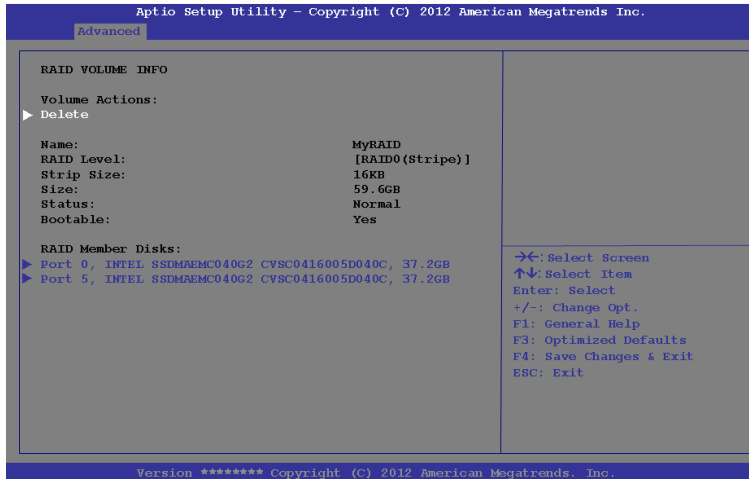 Aptio Setup Utility – Copyright (C) 2012 American Megatrends Inc.
Advanced
RAID VOLUME INFO
Volume Actions:
▶ Delete
Name: MyRAID
RAID Level: [RAID0(Stripe)]
Strip Size: 16KB
Size: 59.6GB
Status: Normal
Bootable: Yes
RAID Member Disks:
▶ Port 0, INTEL SSDMAEMC040G2 CVSC0416005D040C, 37.2GB
▶ Port 5, INTEL SSDMAEMC040G2 CVSC0416005D040C, 37.2GB
→←:Select Screen
↑↓:Select Item
Enter: Select
+/-: Change Opt.
F1: General Help
F3: Optimized Defaults
F4: Save Changes & Exit
ESC: Exit
Version ******** Copyright (C) 2012 American Megatrends. Inc.